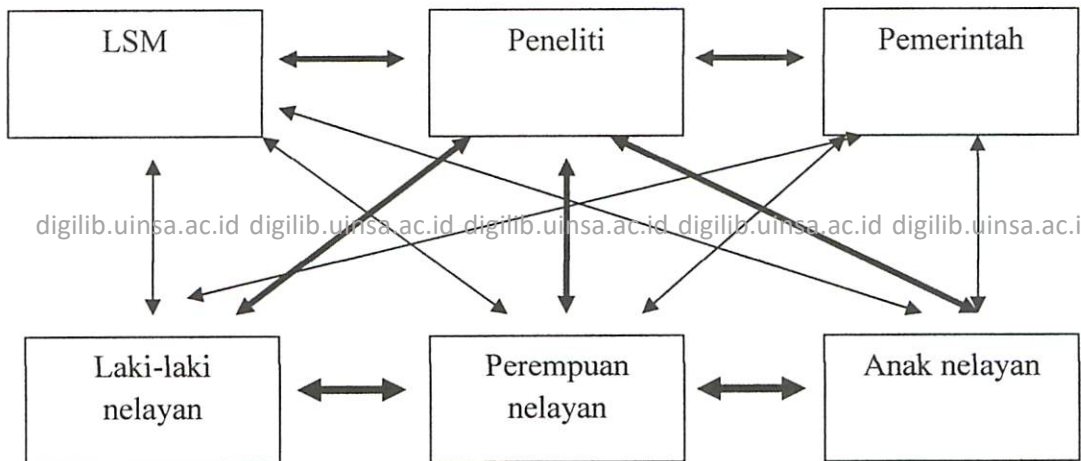 LSM
Peneliti
Pemerintah
digilib.uinsa.ac.id digilib.uinsa.ac.id digilib.uinsa.ac.id digilib.uinsa.ac.id digilib.uinsa.ac.i
Laki-laki
nelayan
Perempuan
nelayan
Anak nelayan